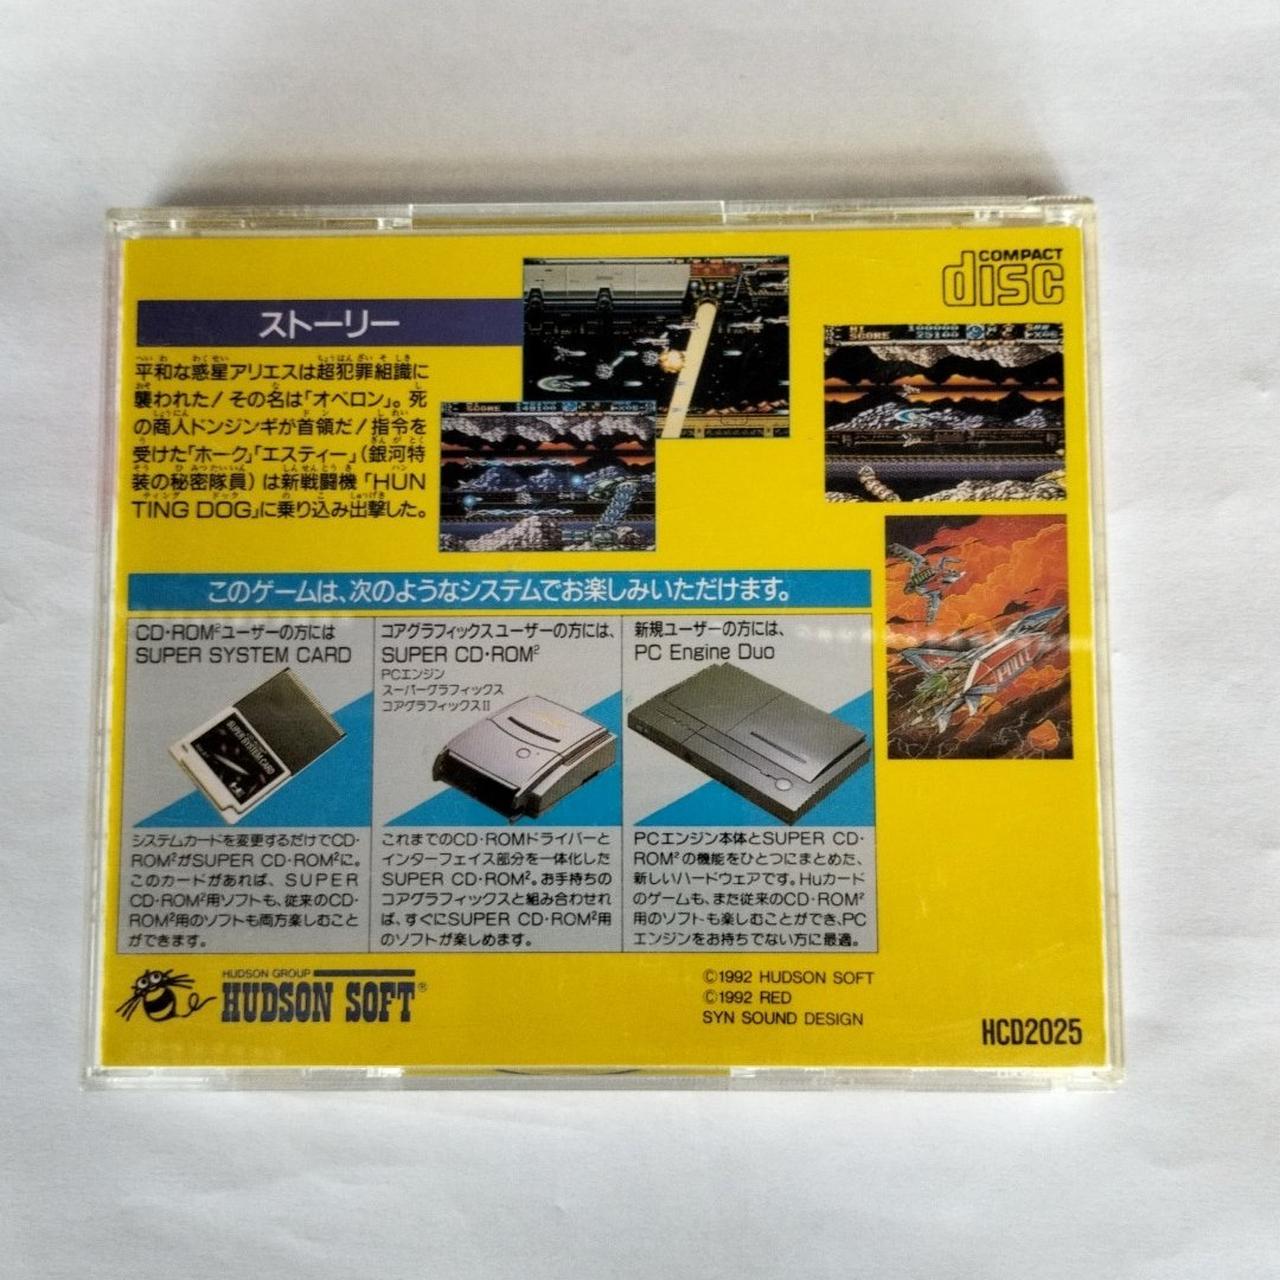 COMPACT
disc
ストーリー
平和な惑星アリエスは超犯罪組識に
襲われた！その名は「オベロン」。死
の商人ドンジンギが首領だ！指令を
受けた「ホーク」「エスティー」(銀河特
装の秘密隊員)は新戦闘機「HUN
TING DOG」に乗り込み出撃した。
HI 100000
SCORE 25100
SCORE 149100
このゲームは、次のようなシステムでお楽しみいただけます。
CD・ROM²ユーザーの方には
SUPER SYSTEM CARD
SUPER SYSTEM CARD
システムカードを変更するだけでCD・
ROM²がSUPER CD・ROM²に。
このカードがあれば、SUPER
CD・ROM²用ソフトも、従来のCD・
ROM²用のソフトも両方楽しむこと
ができます。
コアグラフィックスユーザーの方には、
SUPER CD・ROM²
PCエンジン
スーパーグラフィックス
コアグラフィックスⅡ
これまでのCD・ROMドライバーと
インターフェイス部分を一体化した
SUPER CD・ROM²。お手持ちの
コアグラフィックスと組み合わせれ
ば、すぐにSUPER CD・ROM²用
のソフトが楽しめます。
新規ユーザーの方には、
PC Engine Duo
PCエンジン本体とSUPER CD・
ROM²の機能をひとつにまとめた、
新しいハードウェアです。Huカード
のゲームも、また従来のCD・ROM²
用のソフトも楽しむことができ、PC
エンジンをお持ちでない方に最適。
HUDSON GROUP
HUDSON SOFT®
©1992 HUDSON SOFT
©1992 RED
SYN SOUND DESIGN
HCD2025